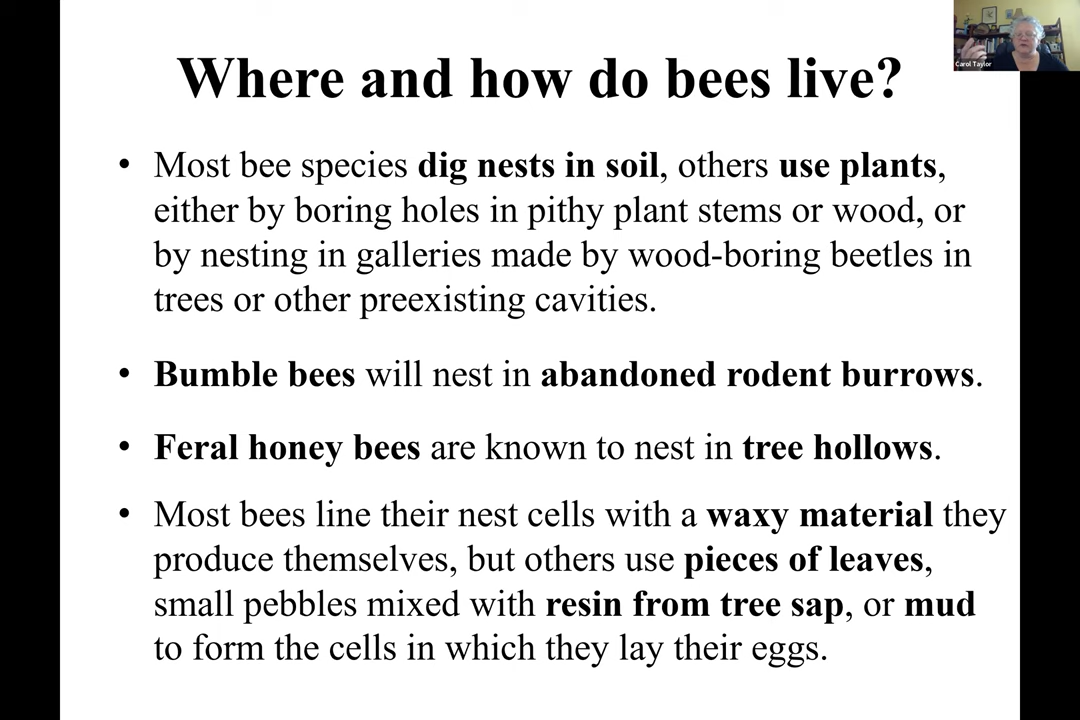 Where and how do bees live?
Carol Taylor
• Most bee species dig nests in soil, others use plants,
either by boring holes in pithy plant stems or wood, or
by nesting in galleries made by wood-boring beetles in
trees or other preexisting cavities.
• Bumble bees will nest in abandoned rodent burrows.
• Feral honey bees are known to nest in tree hollows.
• Most bees line their nest cells with a waxy material they
produce themselves, but others use pieces of leaves,
small pebbles mixed with resin from tree sap, or mud
to form the cells in which they lay their eggs.